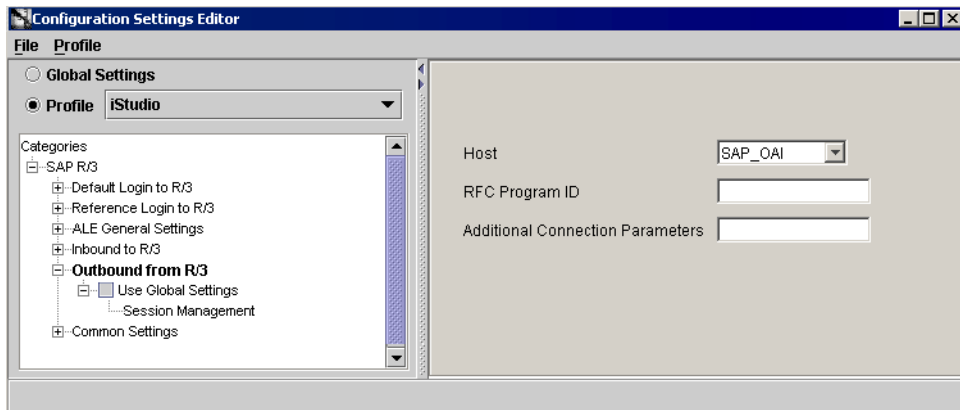 Configuration Settings Editor
File Profile
Global Settings
Profile iStudio
Categories
SAP R/3
Default Login to R/3
Reference Login to R/3
ALE General Settings
Inbound to R/3
Outbound from R/3
Use Global Settings
Session Management
Common Settings
Host SAP_OAI
RFC Program ID
Additional Connection Parameters